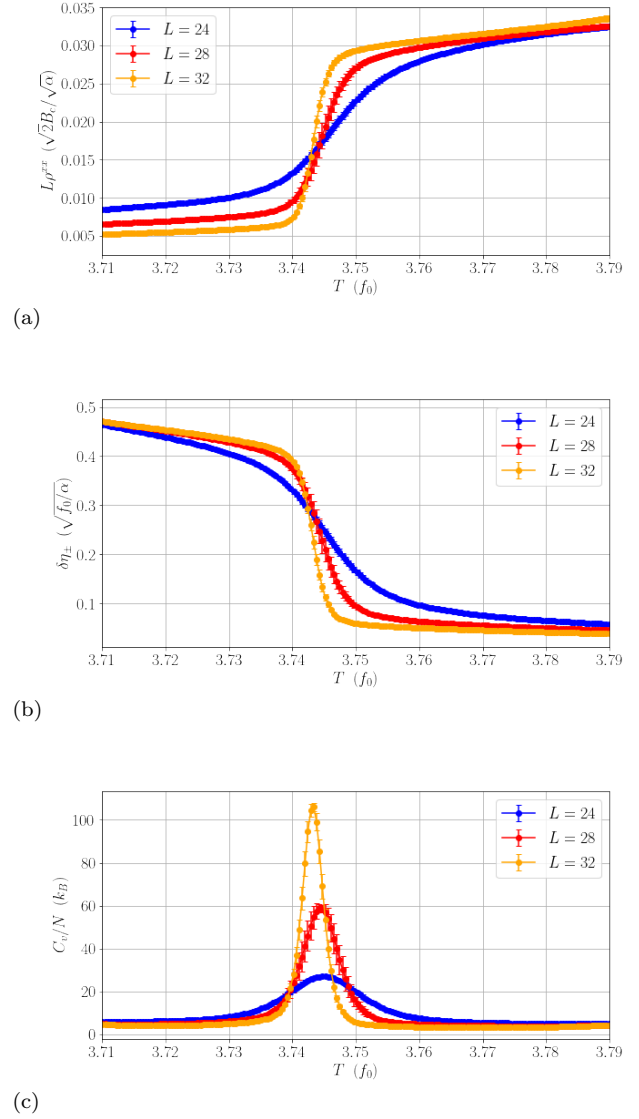 0.035
0.030
0.025
0.020
0.015
0.010
0.005
Lρ^{xx} (√2B_c/√α)
L = 24
L = 28
L = 32
3.71 3.72 3.73 3.74 3.75 3.76 3.77 3.78 3.79
T (f_0)
(a)
0.5
0.4
0.3
0.2
0.1
δη_± (√f_0/α)
L = 24
L = 28
L = 32
3.71 3.72 3.73 3.74 3.75 3.76 3.77 3.78 3.79
T (f_0)
(b)
100
80
60
40
20
0
C_v/N (k_B)
L = 24
L = 28
L = 32
3.71 3.72 3.73 3.74 3.75 3.76 3.77 3.78 3.79
T (f_0)
(c)